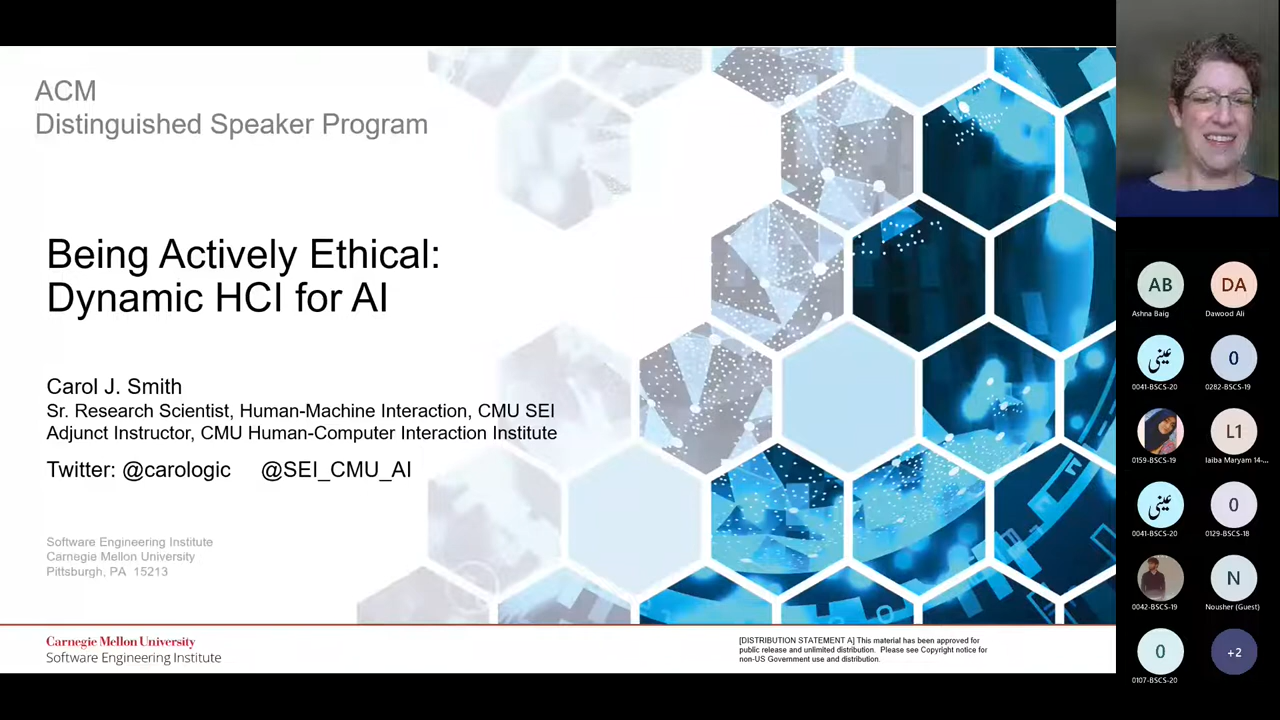 ACM
Distinguished Speaker Program
Being Actively Ethical:
Dynamic HCI for AI
Carol J. Smith
Sr. Research Scientist, Human-Machine Interaction, CMU SEI
Adjunct Instructor, CMU Human-Computer Interaction Institute
Twitter: @carologic @SEI_CMU_AI
Software Engineering Institute
Carnegie Mellon University
Pittsburgh, PA 15213
Carnegie Mellon University
Software Engineering Institute
[DISTRIBUTION STATEMENT A] This material has been approved for
public release and unlimited distribution. Please see Copyright notice for
non-US Government use and distribution.
AB DA
Ashna Baig Dawood Ali
عینی 0
0041-BSCS-20 0282-BSCS-19
L1
0159-BSCS-19 laiba Maryam 14-...
عینی 0
0041-BSCS-20 0129-BSCS-18
N
0042-BSCS-19 Nousher (Guest)
0 +2
0107-BSCS-20